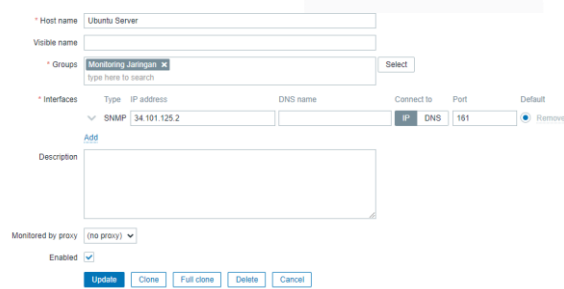 * Host name Ubuntu Server
Visible name
* Groups Monitoring Jaringan ×
type here to search
Select
* Interfaces Type IP address DNS name Connect to Port Default
SNMP 34.101.125.2 IP DNS 161 Remove
Add
Description
Monitored by proxy (no proxy)
Enabled
Update Clone Full clone Delete Cancel